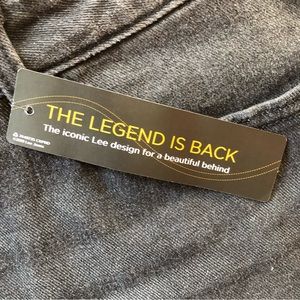 THE LEGEND IS BACK
The iconic Lee design for a beautiful behind